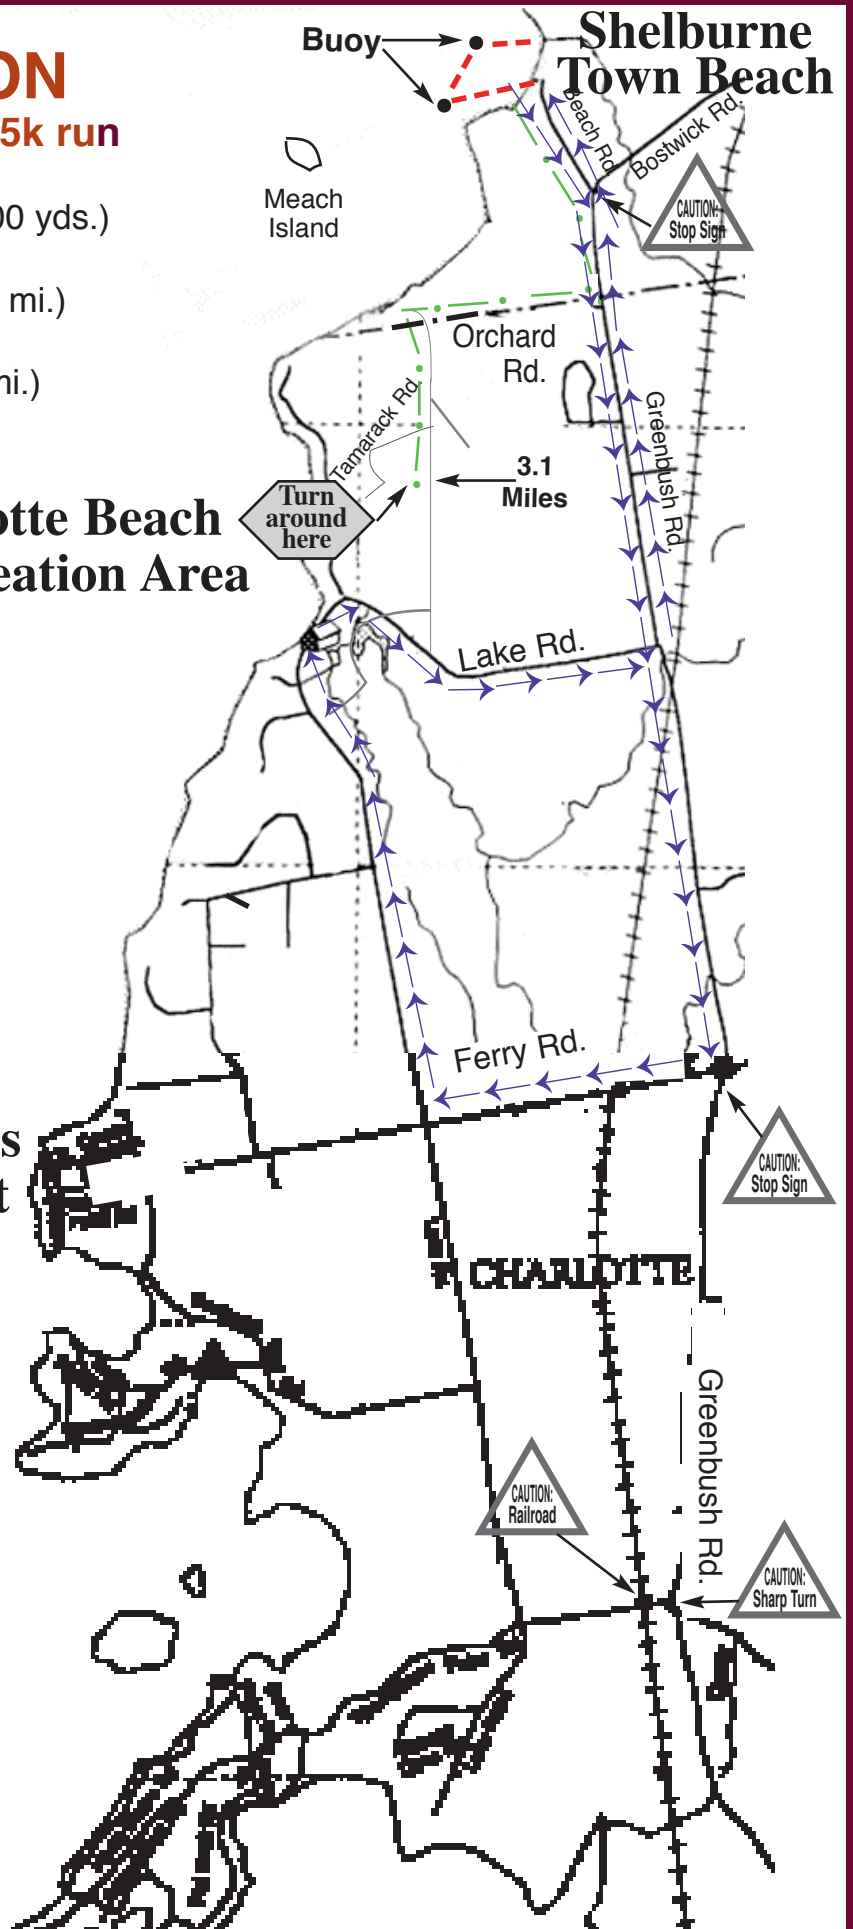 Buoy
Shelburne
Town Beach
ON
5k run
Beach Rd.
Bostwick Rd.
Meach
Island
00 yds.)
CAUTION:
Stop Sign
mi.)
Orchard
Rd.
mi.)
Tamarack Rd.
Greenbush Rd.
3.1
Miles
Turn
around
here
otte Beach
eation Area
Lake Rd.
Ferry Rd.
s
t
CAUTION:
Stop Sign
CHARLOTTE
Greenbush Rd.
CAUTION:
Railroad
CAUTION:
Sharp Turn